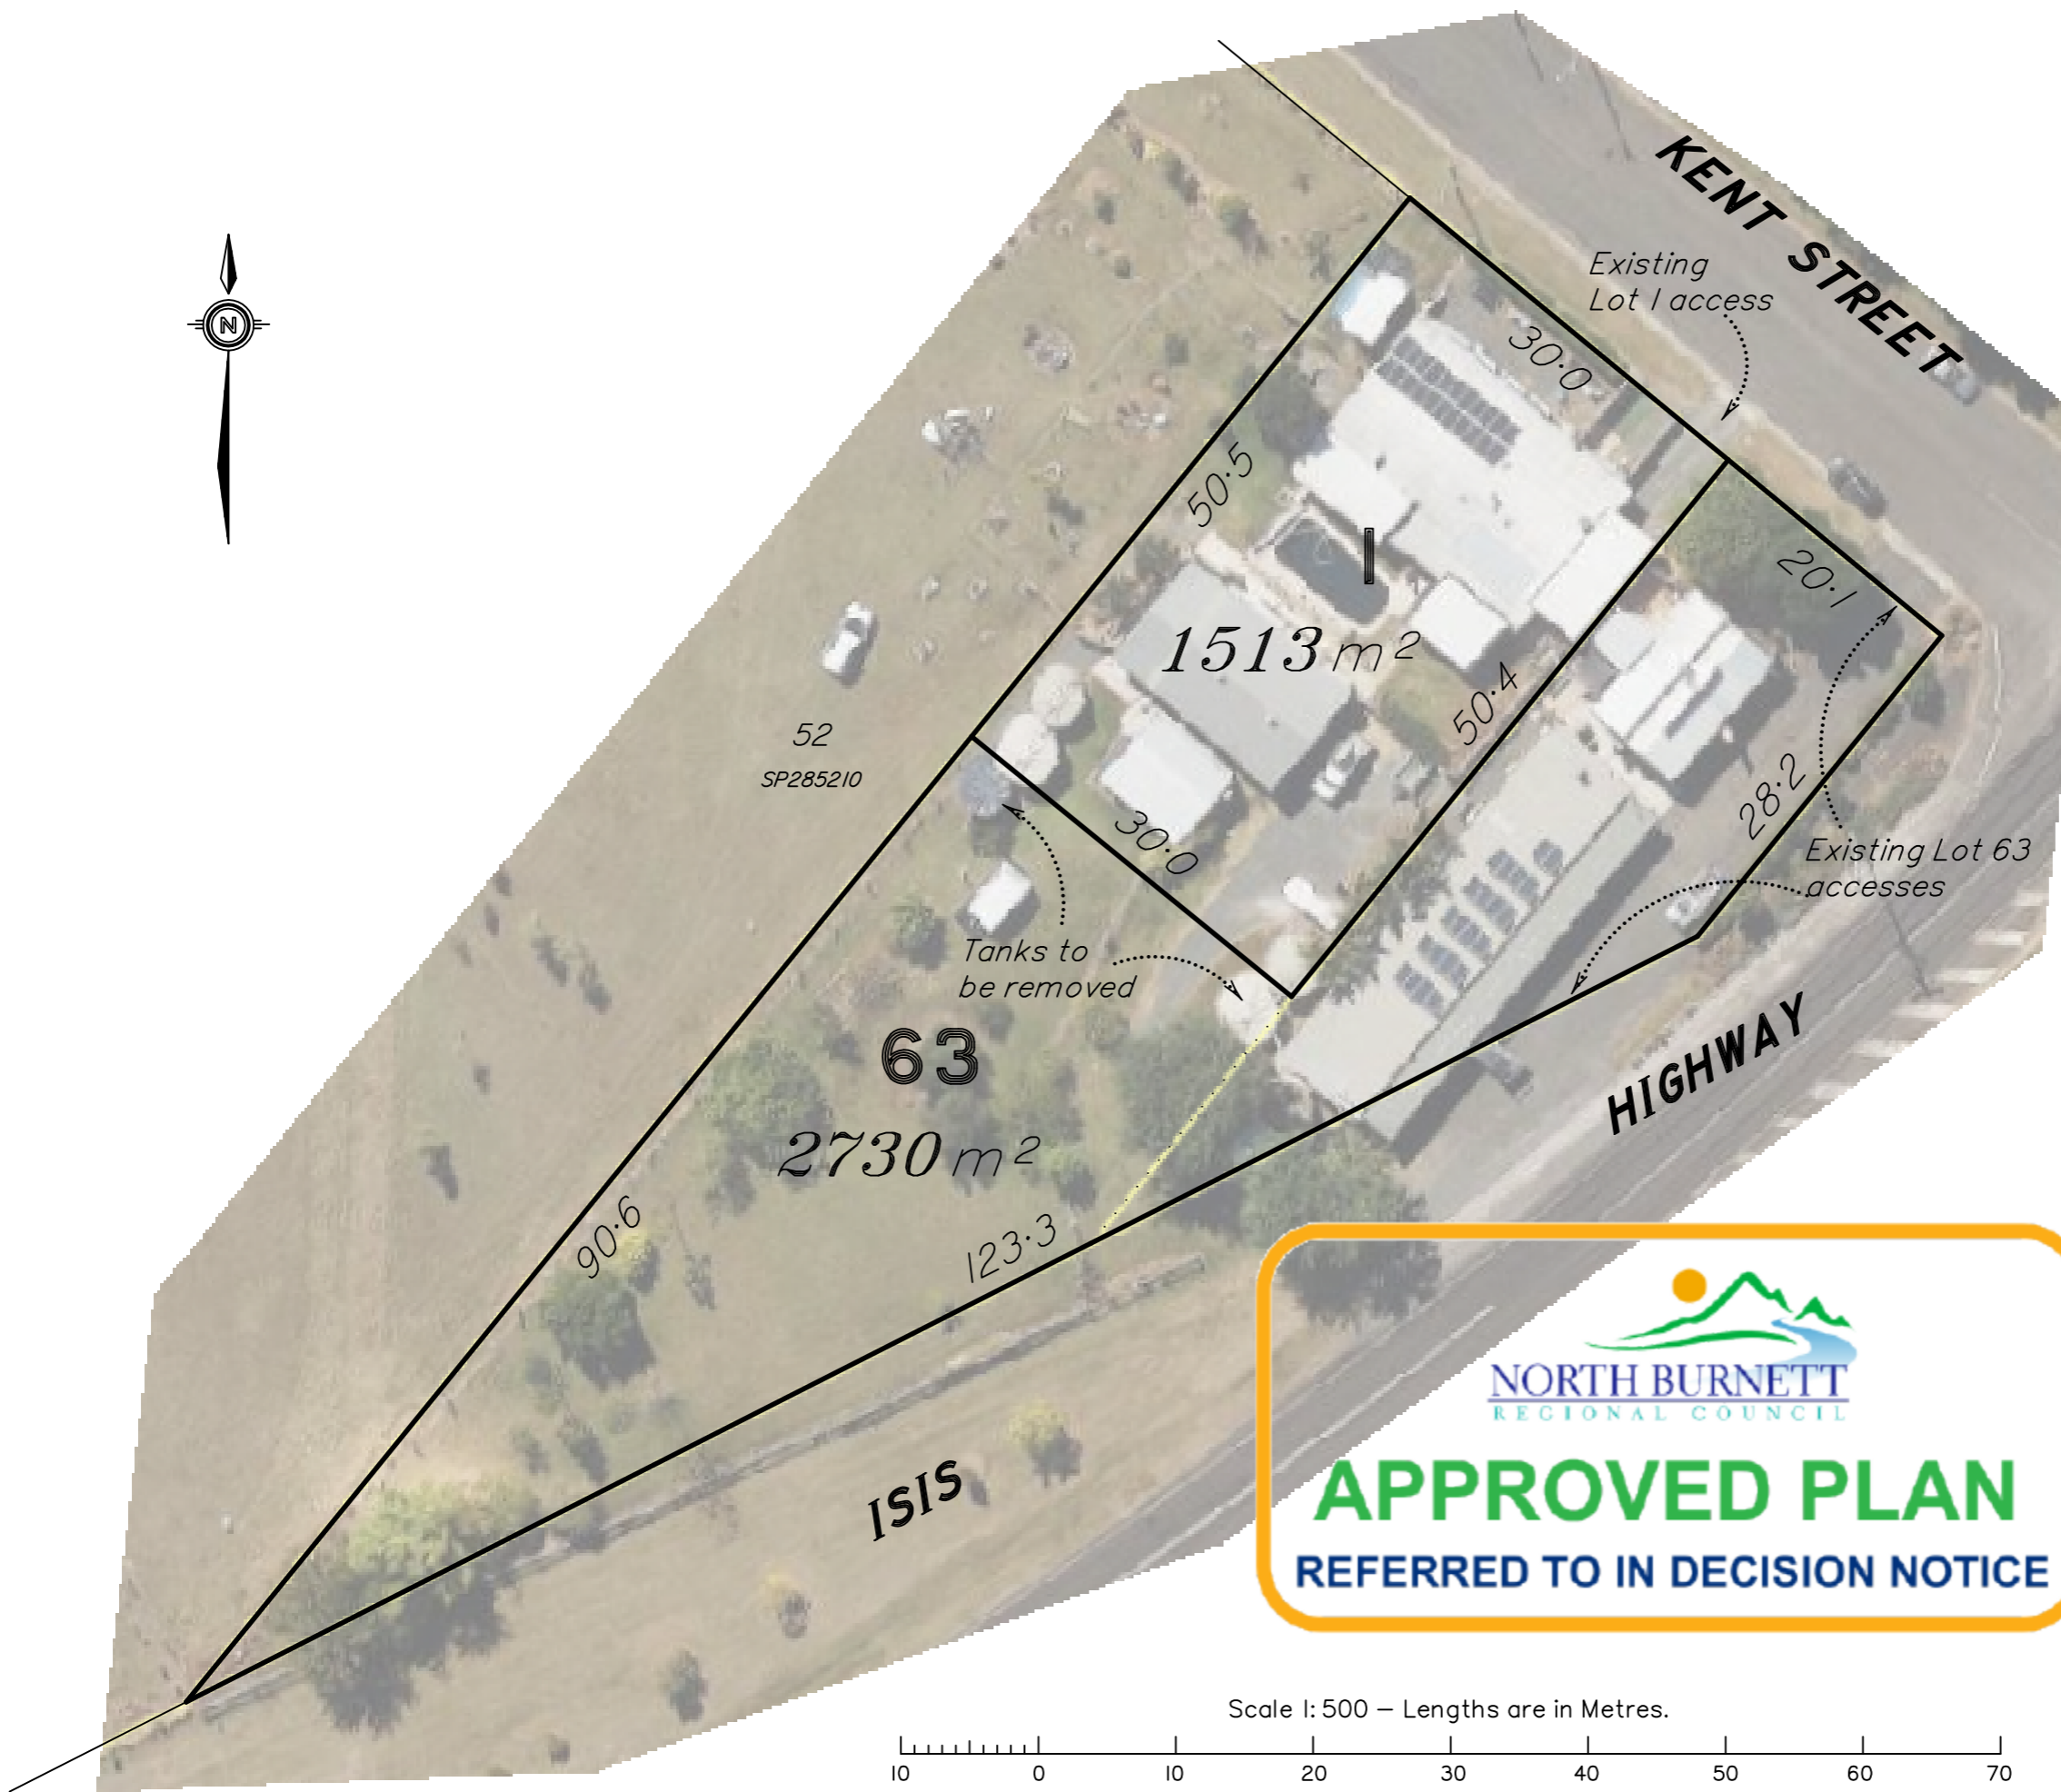 KENT STREET
Existing
Lot 1 access
30·0
50·5
1
20·1
1513 m²
50·4
52
SP285210
28·2
30·0
Existing Lot 63
accesses
Tanks to
be removed
63
HIGHWAY
2730 m²
90·6
123·3
ISIS
N
NORTH BURNETT
REGIONAL COUNCIL
APPROVED PLAN
REFERRED TO IN DECISION NOTICE
Scale 1:500 – Lengths are in Metres.
10 0 10 20 30 40 50 60 70